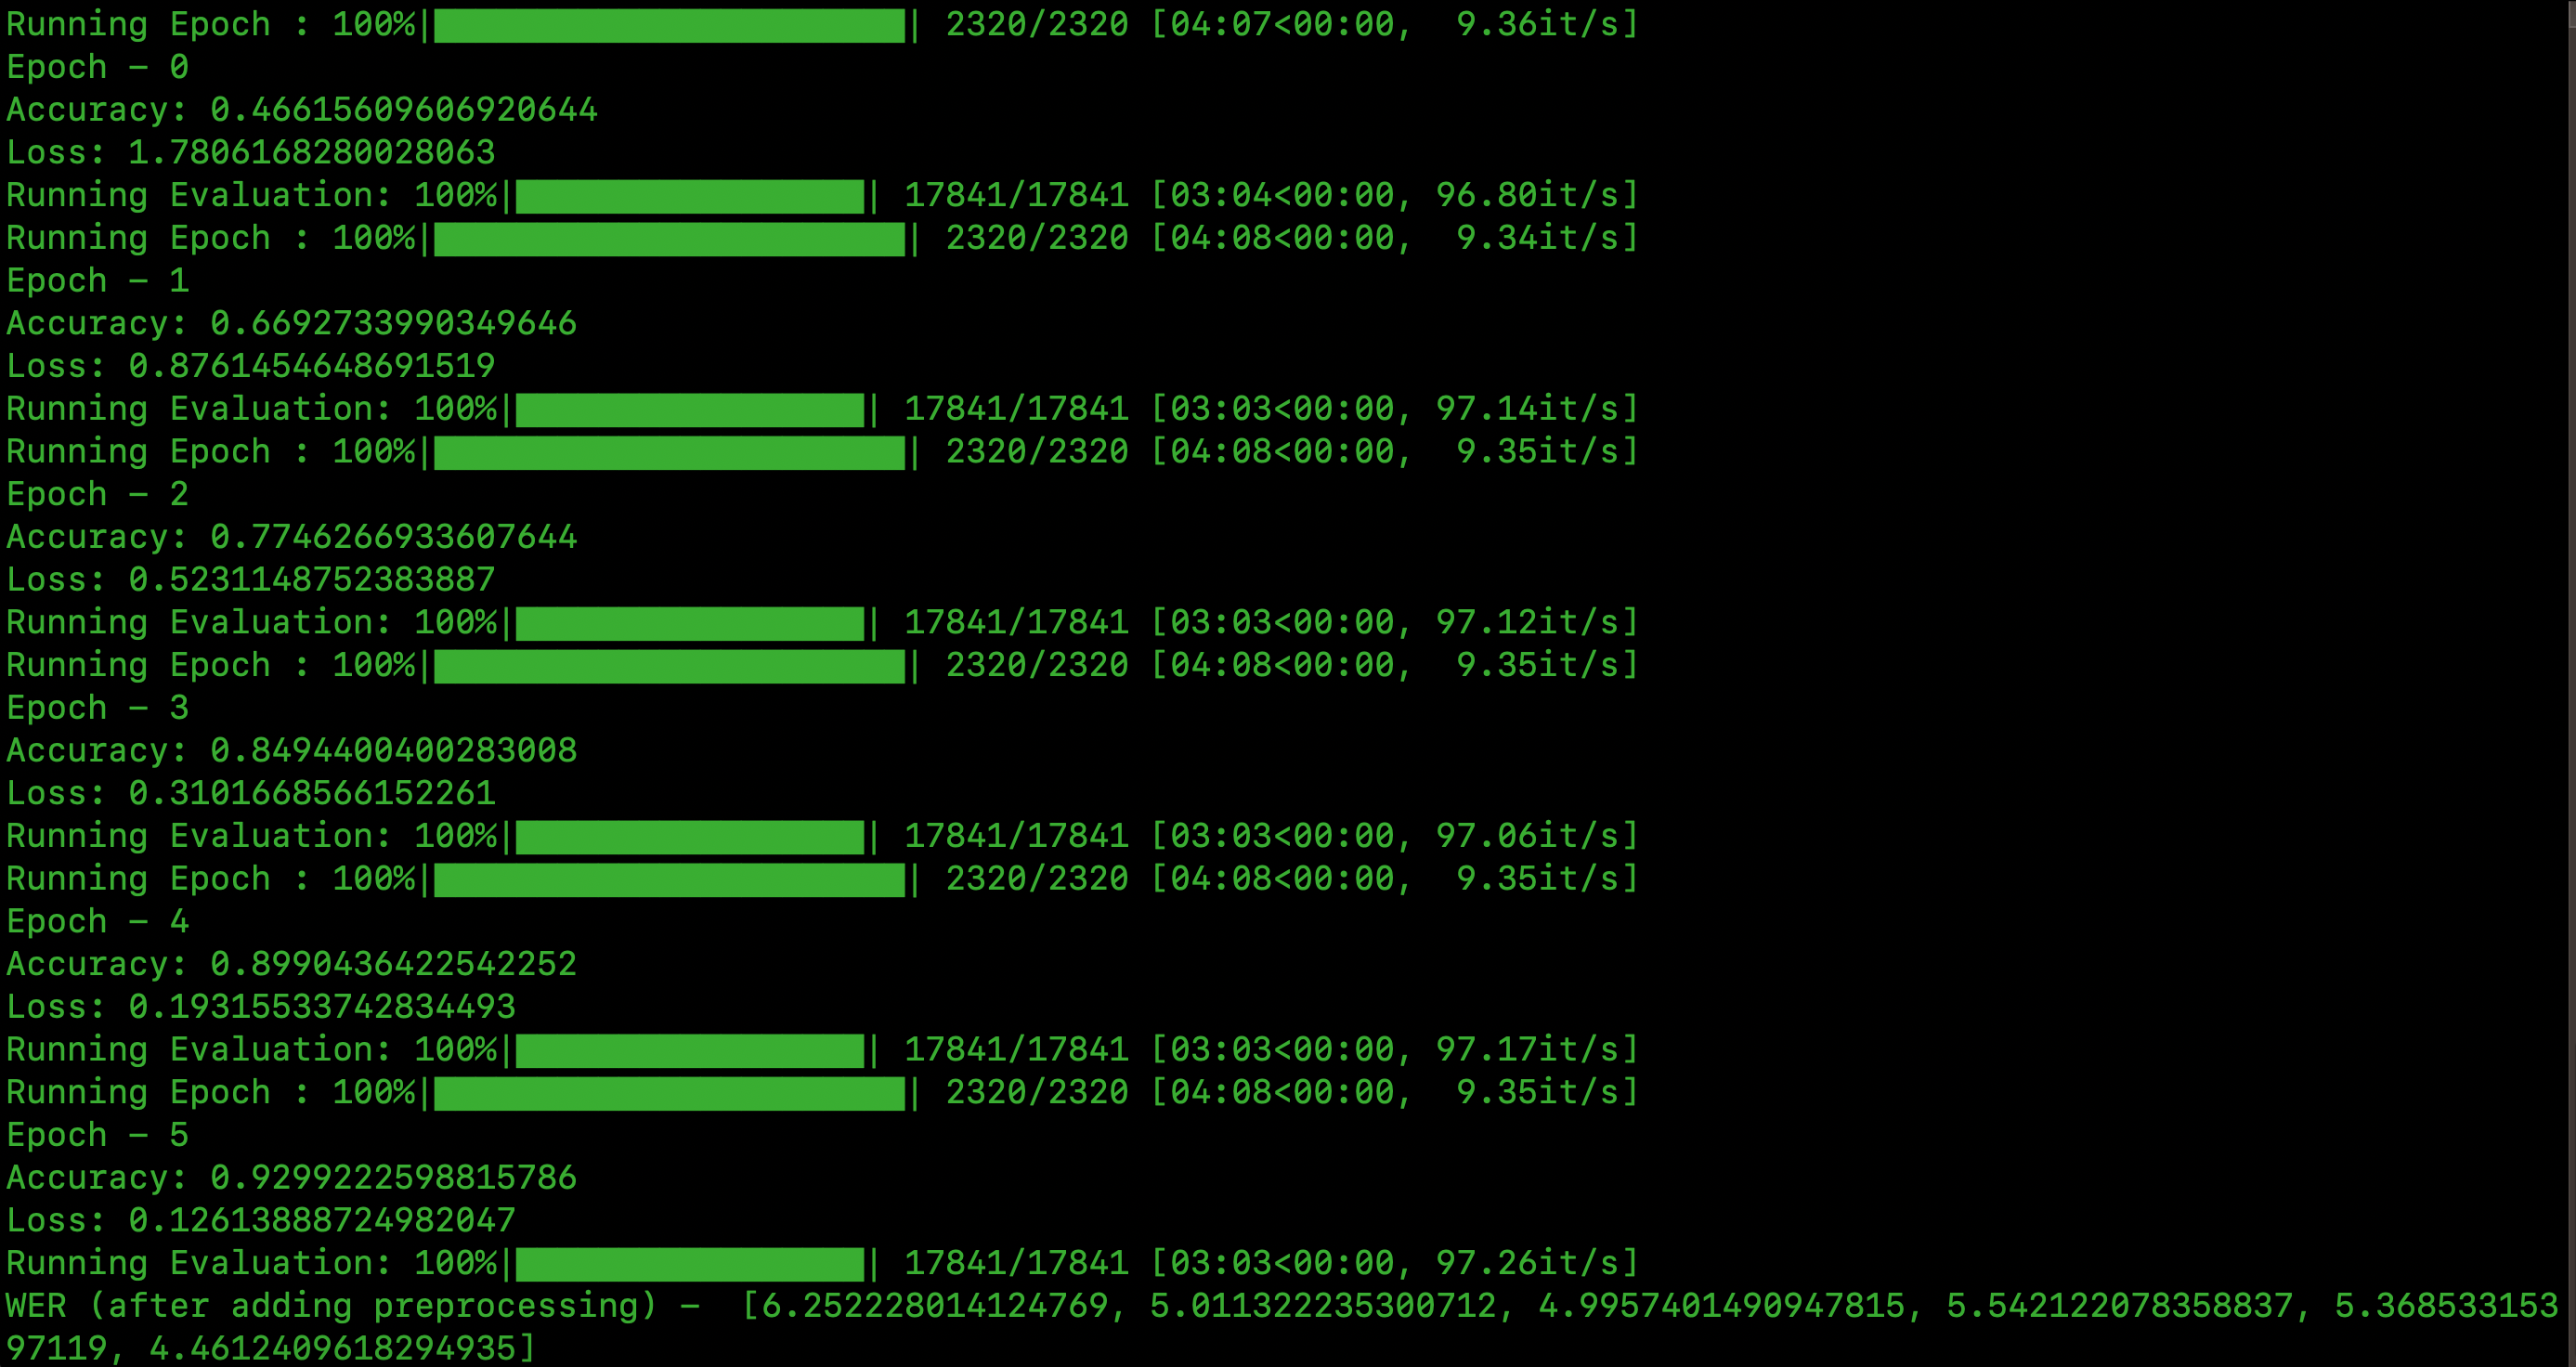 Running Epoch : 100%|██████████| 2320/2320 [04:07<00:00,  9.36it/s]
Epoch - 0
Accuracy: 0.46615609606920644
Loss: 1.7806168280028063
Running Evaluation: 100%|██████████| 17841/17841 [03:04<00:00, 96.80it/s]
Running Epoch : 100%|██████████| 2320/2320 [04:08<00:00,  9.34it/s]
Epoch - 1
Accuracy: 0.6692733990349646
Loss: 0.8761454648691519
Running Evaluation: 100%|██████████| 17841/17841 [03:03<00:00, 97.14it/s]
Running Epoch : 100%|██████████| 2320/2320 [04:08<00:00,  9.35it/s]
Epoch - 2
Accuracy: 0.7746266933607644
Loss: 0.5231148752383887
Running Evaluation: 100%|██████████| 17841/17841 [03:03<00:00, 97.12it/s]
Running Epoch : 100%|██████████| 2320/2320 [04:08<00:00,  9.35it/s]
Epoch - 3
Accuracy: 0.8494400400283008
Loss: 0.3101668566152261
Running Evaluation: 100%|██████████| 17841/17841 [03:03<00:00, 97.06it/s]
Running Epoch : 100%|██████████| 2320/2320 [04:08<00:00,  9.35it/s]
Epoch - 4
Accuracy: 0.8990436422542252
Loss: 0.19315533742834493
Running Evaluation: 100%|██████████| 17841/17841 [03:03<00:00, 97.17it/s]
Running Epoch : 100%|██████████| 2320/2320 [04:08<00:00,  9.35it/s]
Epoch - 5
Accuracy: 0.9299222598815786
Loss: 0.12613888724982047
Running Evaluation: 100%|██████████| 17841/17841 [03:03<00:00, 97.26it/s]
WER (after adding preprocessing) -  [6.252228014124769, 5.011322235300712, 4.99574014909​47815, 5.542122078358837, 5.368533153
97119, 4.4612409618294935]